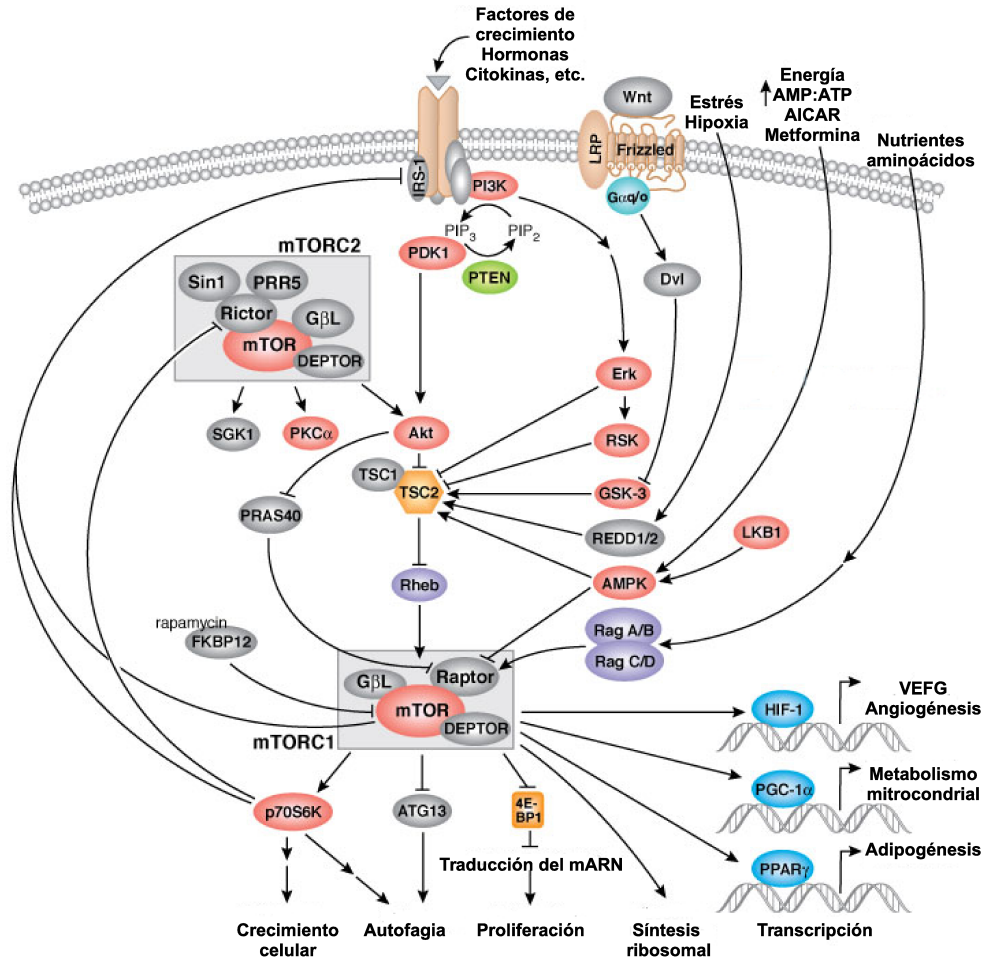 Factores de
crecimiento
Hormonas
Citokinas, etc.
Wnt
LRP
Frizzled
Gαq/o
Estrés
Hipoxia
Energía
AMP:ATP
AICAR
Metformina
Nutrientes
aminoácidos
IRS-1
PI3K
PIP3
PIP2
PDK1
PTEN
Dvl
mTORC2
Sin1
PRR5
Rictor
GβL
mTOR
DEPTOR
SGK1
PKCα
Akt
Erk
RSK
TSC1
TSC2
GSK-3
PRAS40
REDD1/2
LKB1
Rheb
AMPK
rapamycin
FKBP12
Rag A/B
Rag C/D
GβL
Raptor
mTOR
DEPTOR
mTORC1
HIF-1
VEFG
Angiogénesis
PGC-1α
Metabolismo
mitrocondrial
PPARγ
Adipogénesis
p70S6K
ATG13
4E-
BP1
Traducción del mARN
Crecimiento
celular
Autofagia
Proliferación
Síntesis
ribosomal
Transcripción